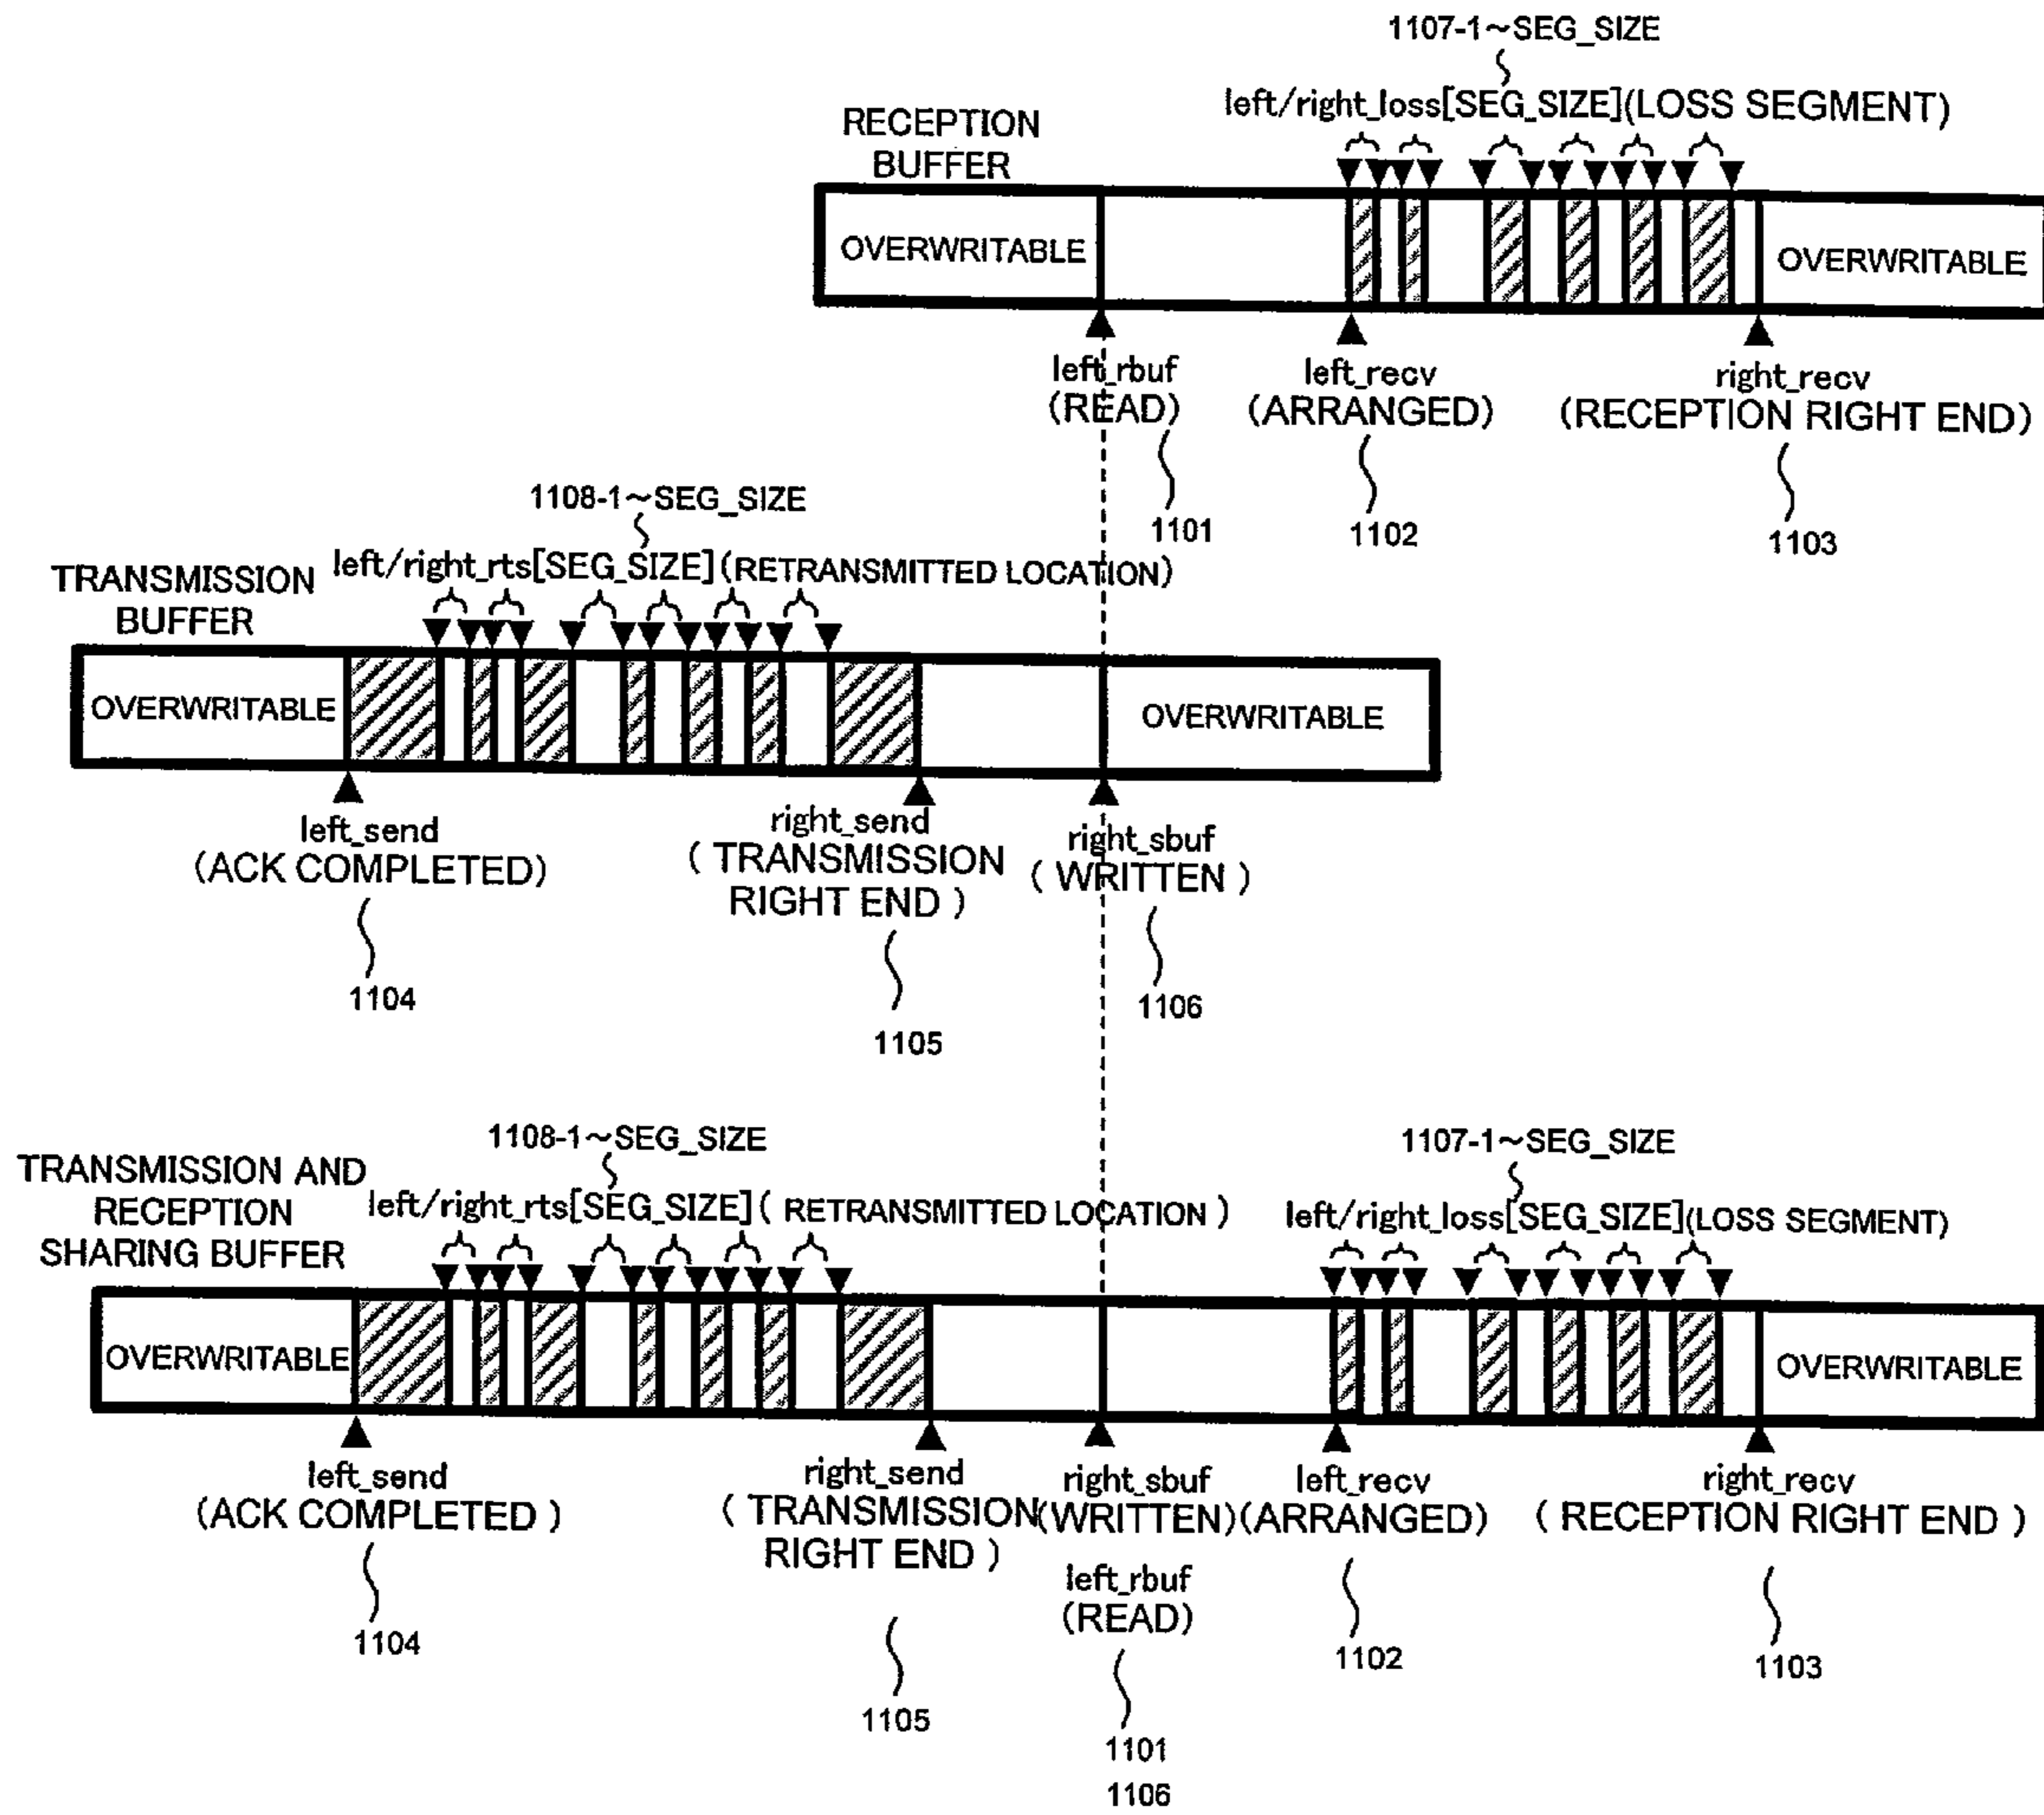 1107-1~SEG_SIZE
left/right_loss[SEG_SIZE](LOSS SEGMENT)
RECEPTION
BUFFER
OVERWRITABLE
OVERWRITABLE
left_rbuf
(READ)
left_recv
(ARRANGED)
right_recv
(RECEPTION RIGHT END)
1101
1102
1103
1108-1~SEG_SIZE
left/right_rts[SEG_SIZE](RETRANSMITTED LOCATION)
TRANSMISSION
BUFFER
OVERWRITABLE
OVERWRITABLE
left_send
(ACK COMPLETED)
right_send
( TRANSMISSION
RIGHT END )
right_sbuf
( WRITTEN )
1104
1105
1106
1108-1~SEG_SIZE
1107-1~SEG_SIZE
TRANSMISSION AND
RECEPTION
SHARING BUFFER
left/right_rts[SEG_SIZE]( RETRANSMITTED LOCATION )
left/right_loss[SEG_SIZE](LOSS SEGMENT)
OVERWRITABLE
OVERWRITABLE
left_send
(ACK COMPLETED )
right_send
( TRANSMISSION
RIGHT END )
right_sbuf
(WRITTEN)
left_rbuf
(READ)
left_recv
(ARRANGED)
right_recv
( RECEPTION RIGHT END )
1104
1105
1101
1106
1102
1103